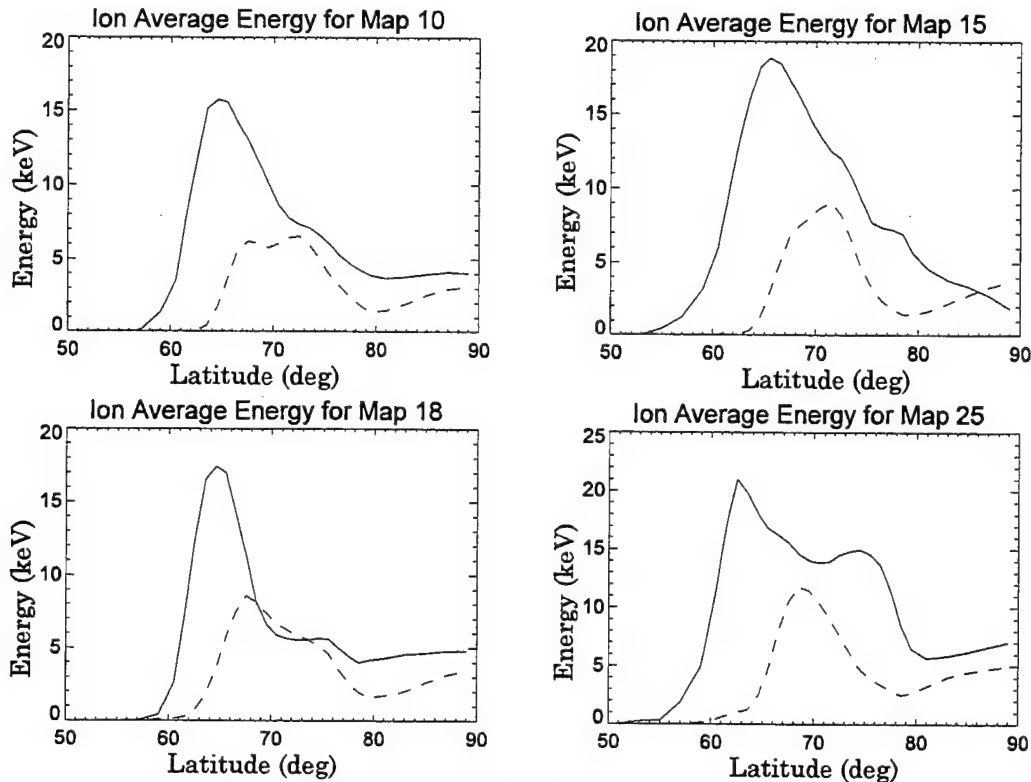 Ion Average Energy for Map 10
20
15
10
5
0
Energy (keV)
50 60 70 80 90
Latitude (deg)
Ion Average Energy for Map 15
20
15
10
5
0
Energy (keV)
50 60 70 80 90
Latitude (deg)
Ion Average Energy for Map 18
20
15
10
5
0
Energy (keV)
50 60 70 80 90
Latitude (deg)
Ion Average Energy for Map 25
25
20
15
10
5
0
Energy (keV)
50 60 70 80 90
Latitude (deg)